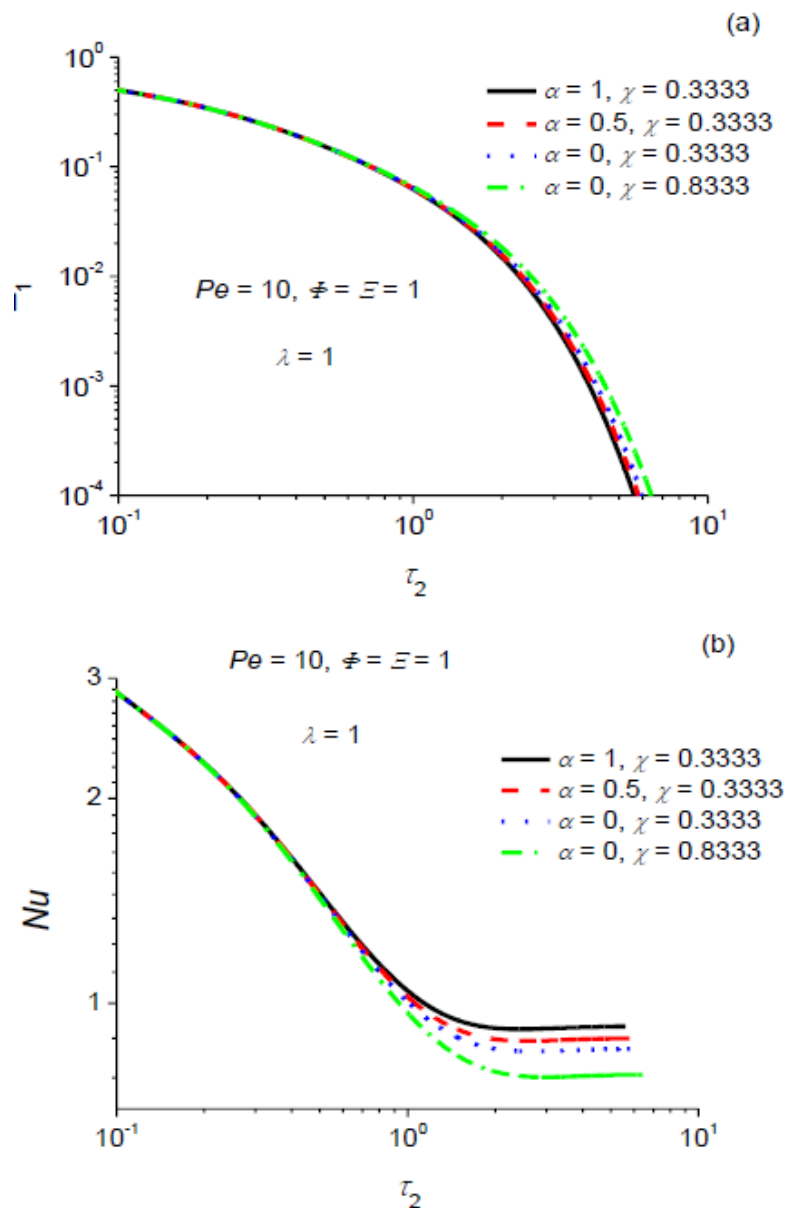 (a)
10⁰
α = 1, χ = 0.3333
α = 0.5, χ = 0.3333
10⁻¹
α = 0, χ = 0.3333
α = 0, χ = 0.8333
10⁻²
Pe = 10, Φ = Ξ = 1
1
λ = 1
10⁻³
10⁻⁴
10⁻¹ 10⁰ 10¹
τ₂
(b)
Pe = 10, Φ = Ξ = 1
3
λ = 1
α = 1, χ = 0.3333
α = 0.5, χ = 0.3333
2
α = 0, χ = 0.3333
α = 0, χ = 0.8333
Nu
1
10⁻¹ 10⁰ 10¹
τ₂